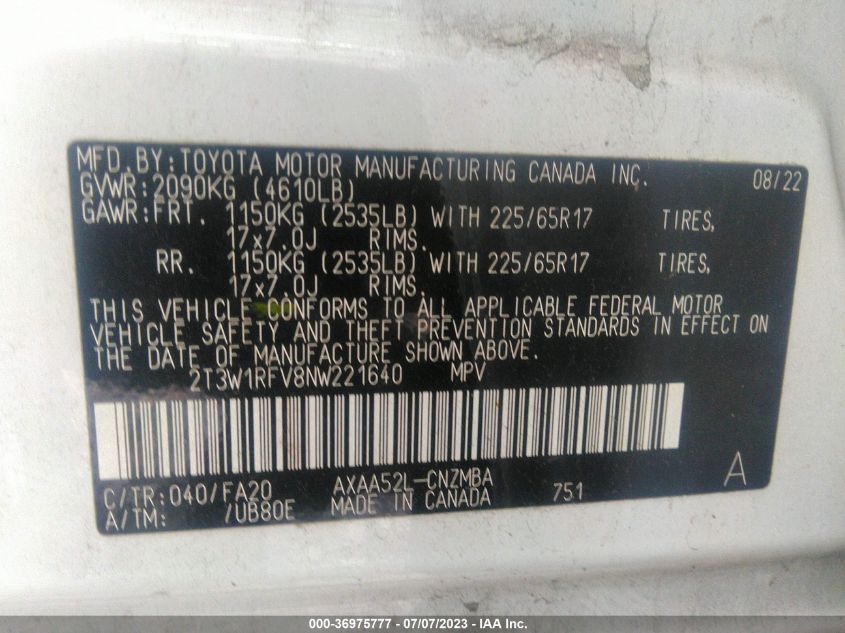 MFD. BY: TOYOTA MOTOR MANUFACTURING CANADA INC. 08/22
GVWR: 2090KG (4610LB)
GAWR: FRT. 1150KG (2535LB) WITH 225/65R17 TIRES,
17x7.0J RIMS.
RR. 1150KG (2535LB) WITH 225/65R17 TIRES,
17x7.0J RIMS.
THIS VEHICLE CONFORMS TO ALL APPLICABLE FEDERAL MOTOR
VEHICLE SAFETY AND THEFT PREVENTION STANDARDS IN EFFECT ON
THE DATE OF MANUFACTURE SHOWN ABOVE.
2T3W1RFV8NW221640 MPV
A
C/TR: 040/FA20 AXAA52L-CNZMBA 751
A/TM: /UB80E MADE IN CANADA
000-36975777 - 07/07/2023 - IAA Inc.